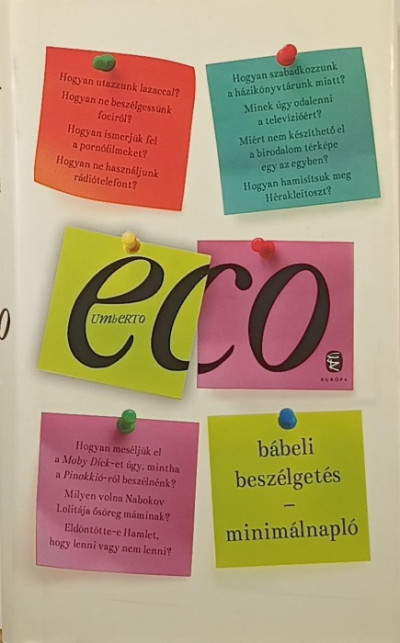 Hogyan utazzunk lazaccal?
Hogyan ne beszélgessünk
fociról?
Hogyan ismerjük fel
a pornófilmeket?
Hogyan ne használjunk
rádiótelefont?
Hogyan szabadkozzunk
a házikönyvtárunk miatt?
Minek úgy odalenni
a televízióért?
Miért nem készíthető el
a birodalom térképe
egy az egyben?
Hogyan hamisítsuk meg
Hérakleitoszt?
eco
UmbeRTO
EURÓPA
Hogyan meséljük el
a Moby Dick-et úgy, mintha
a Pinokkió-ról beszélnénk?
Milyen volna Nabokov
Lolitája ősöreg máminak?
Eldöntötte-e Hamlet,
hogy lenni vagy nem lenni?
bábeli
beszélgetés
–
minimálnapló